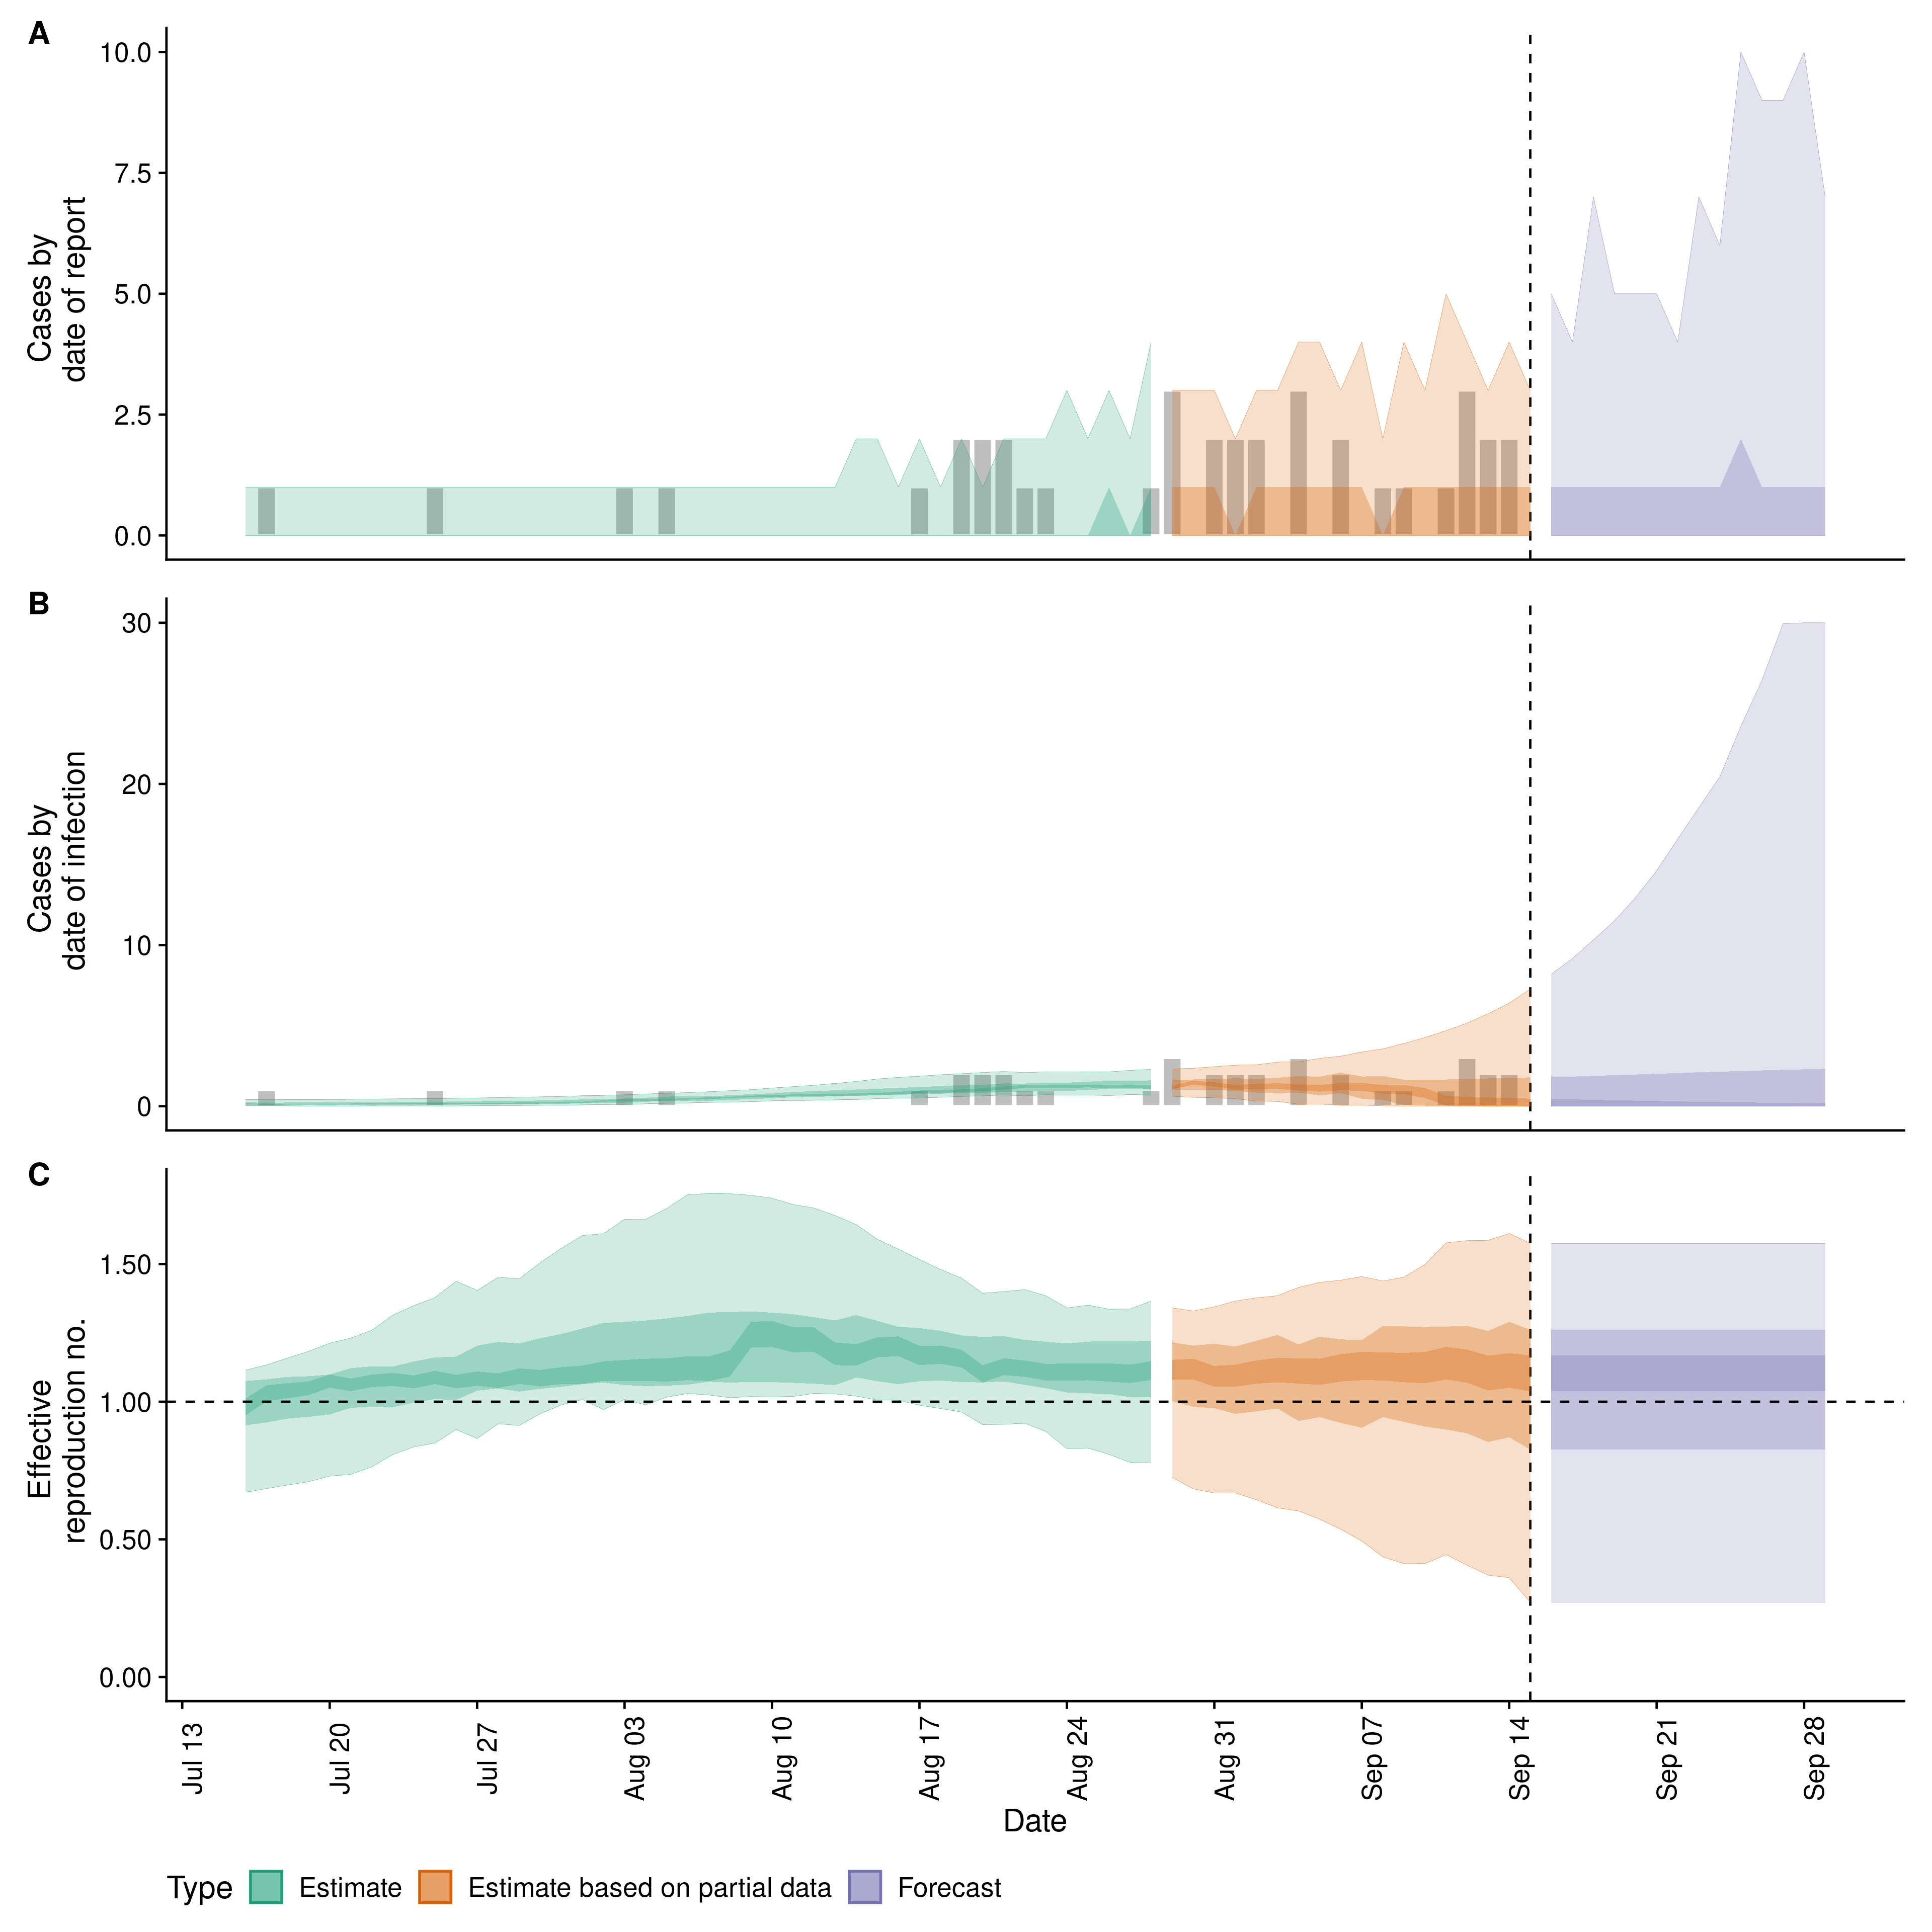 A
10.0
7.5
5.0
2.5
0.0
Cases by
date of report
B
30
20
10
0
Cases by
date of infection
C
1.50
1.00
0.50
0.00
Effective
reproduction no.
Jul 13
Jul 20
Jul 27
Aug 03
Aug 10
Aug 17
Aug 24
Aug 31
Sep 07
Sep 14
Sep 21
Sep 28
Date
Type Estimate Estimate based on partial data Forecast